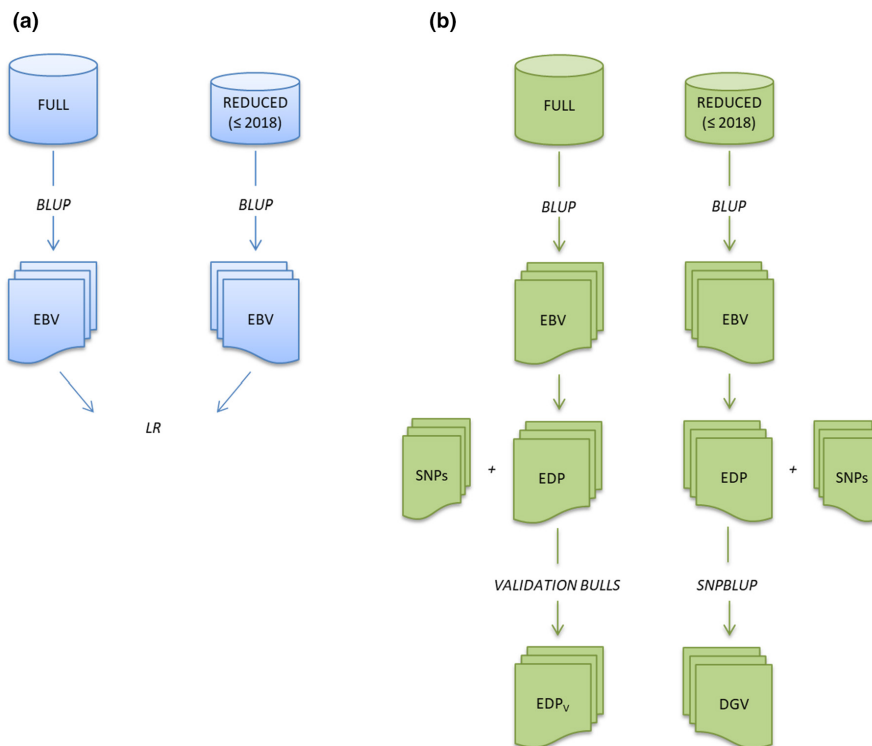 (a)
(b)
FULL
REDUCED
(≤ 2018)
FULL
REDUCED
(≤ 2018)
BLUP
BLUP
BLUP
BLUP
EBV
EBV
EBV
EBV
LR
SNPs
+
EDP
EDP
+
SNPs
VALIDATION BULLS
SNPBLUP
EDPV
DGV